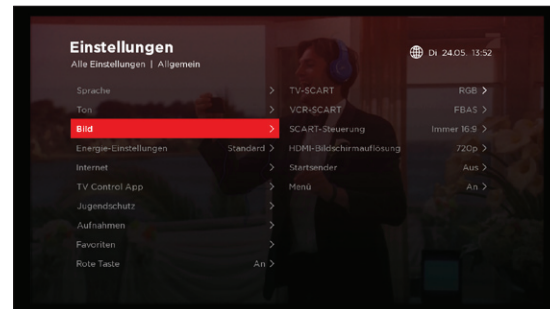 Einstellungen
Alle Einstellungen | Allgemein
Di 24.05. 13:52
Sprache
Ton
Bild
Energie-Einstellungen Standard
Internet
TV Control App
Jugendschutz
Aufnahmen
Favoriten
Rote Taste An
TV-SCART RGB
VCR-SCART FBAS
SCART-Steuerung Immer 16:9
HDMI-Bildschirmauflösung 720p
Startsender Aus
Menü An